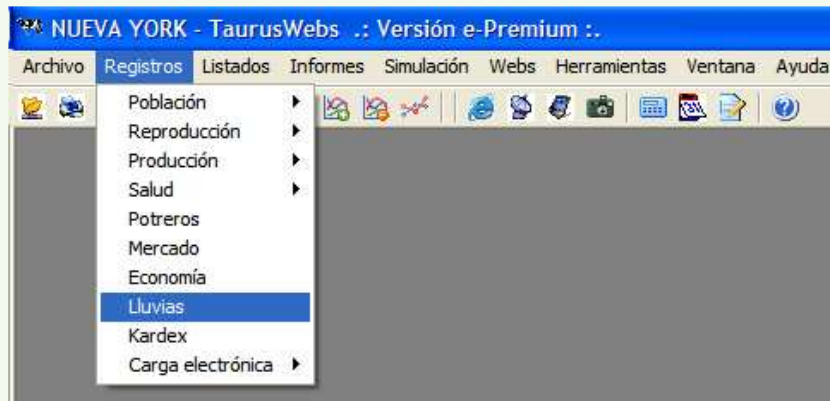 NUEVA YORK - TaurusWebs .: Versión e-Premium :.
Archivo Registros Listados Informes Simulación Webs Herramientas Ventana Ayuda
Población
Reproducción
Producción
Salud
Potreros
Mercado
Economía
Lluvias
Kardex
Carga electrónica